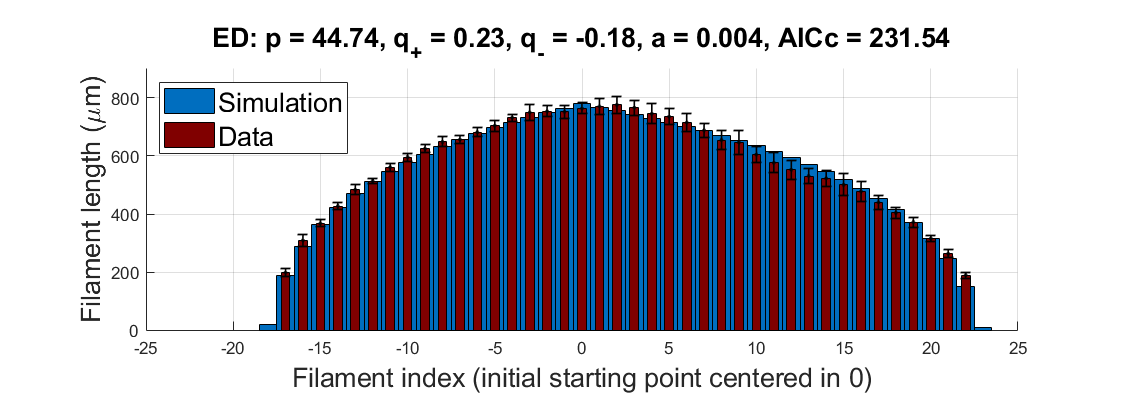 ED: p = 44.74, q+ = 0.23, q- = -0.18, a = 0.004, AICc = 231.54
Simulation
Data
Filament length (μm)
800
600
400
200
0
-25 -20 -15 -10 -5 0 5 10 15 20 25
Filament index (initial starting point centered in 0)